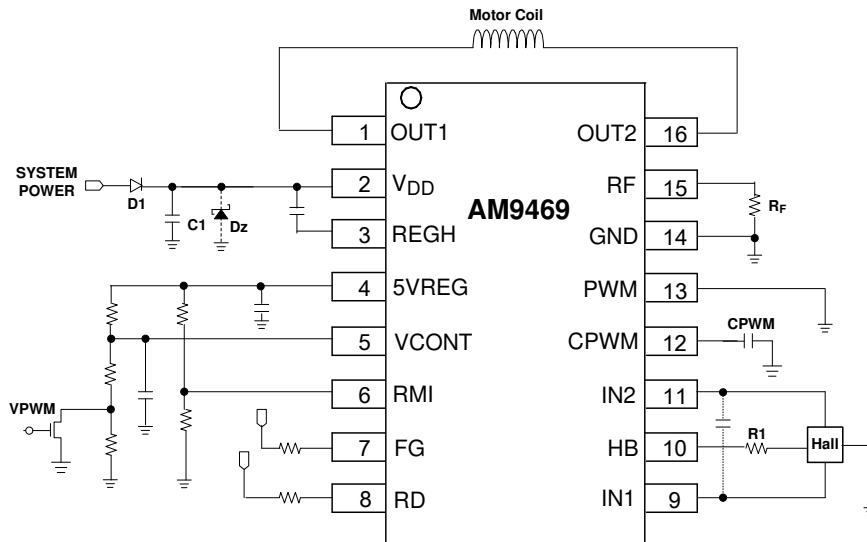 Motor Coil
1 OUT1 OUT2 16
SYSTEM
POWER
D1
C1
Dz
2 VDD RF 15
AM9469
RF
3 REGH GND 14
4 5VREG PWM 13
5 VCONT CPWM 12
CPWM
6 RMI IN2 11
VPWM
7 FG HB 10
R1
Hall
8 RD IN1 9